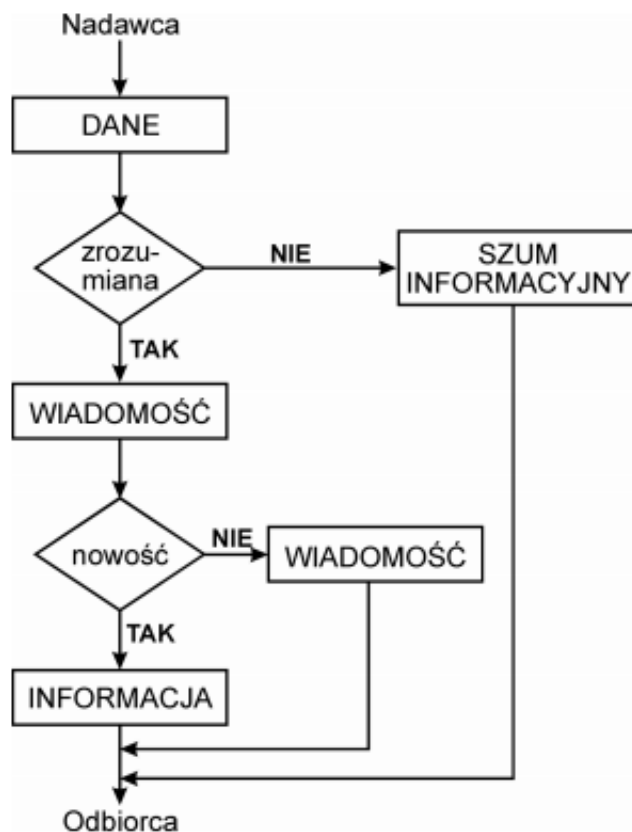 Nadawca
DANE
zrozu-
miana
NIE
SZUM
INFORMACYJNY
TAK
WIADOMOŚĆ
nowość
NIE
WIADOMOŚĆ
TAK
INFORMACJA
Odbiorca